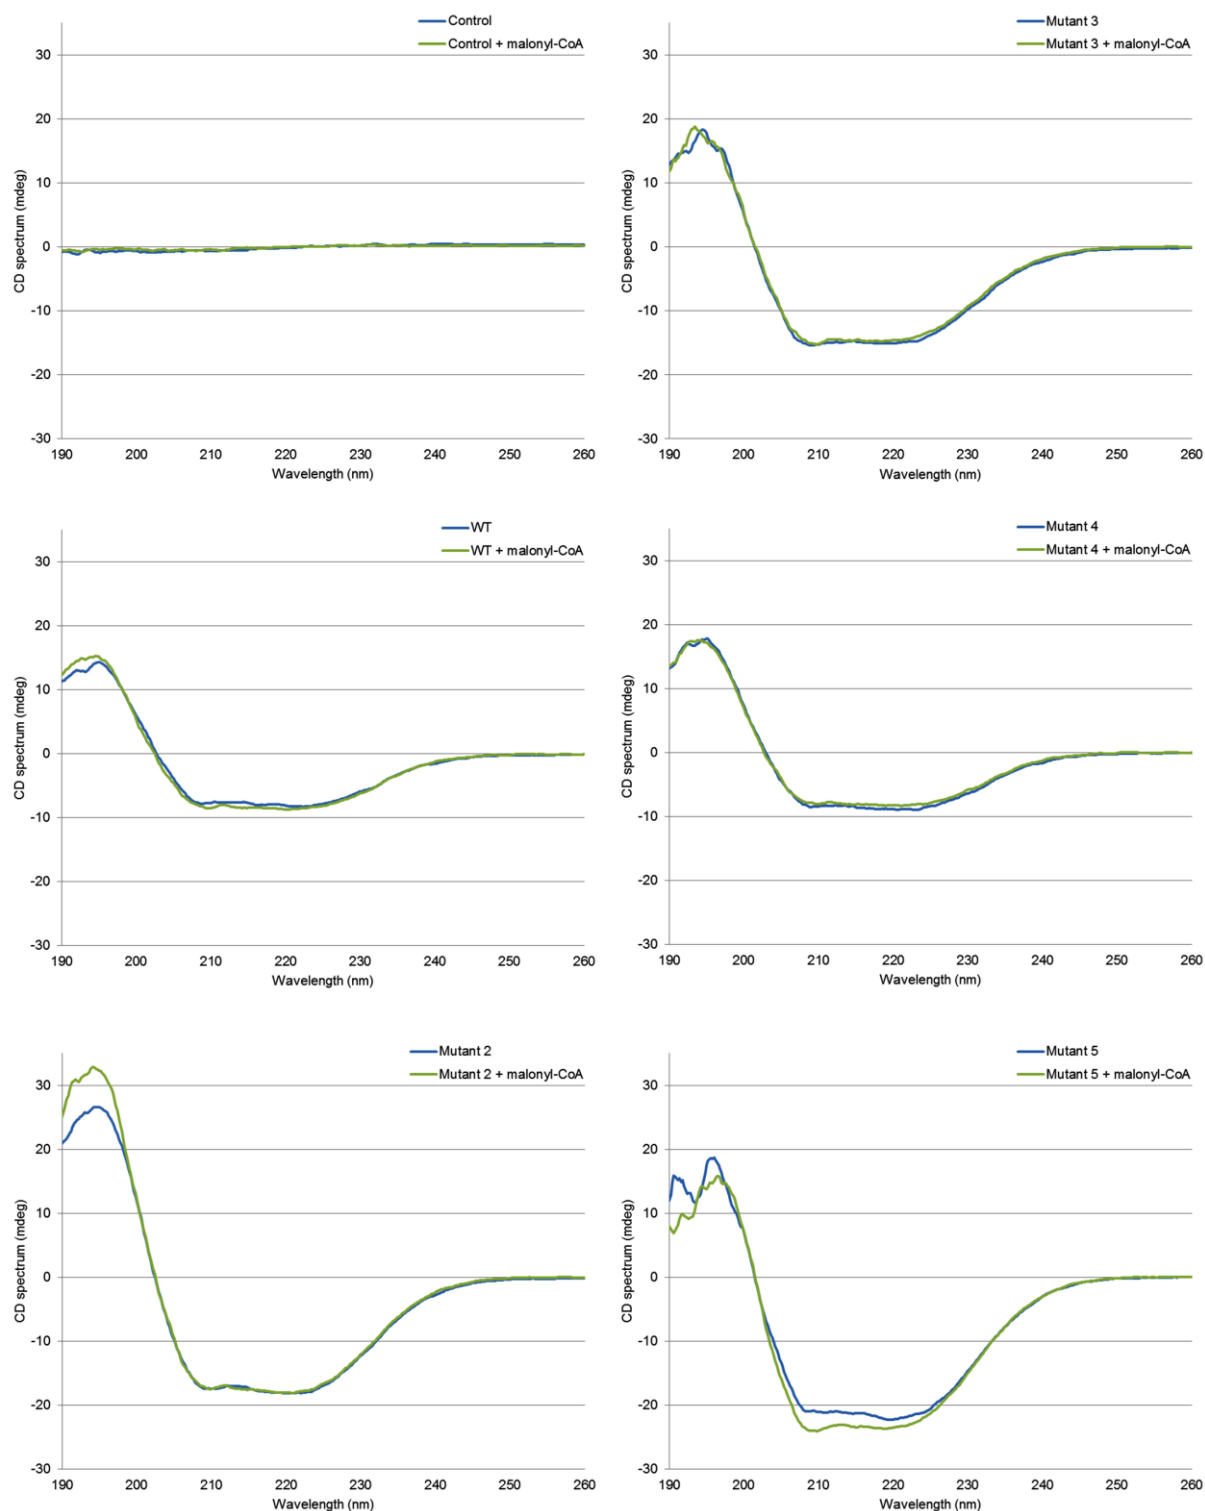 Control
Control + malonyl-CoA
30
20
10
0
-10
-20
-30
CD spectrum (mdeg)
190 200 210 220 230 240 250 260
Wavelength (nm)
Mutant 3
Mutant 3 + malonyl-CoA
30
20
10
0
-10
-20
-30
CD spectrum (mdeg)
190 200 210 220 230 240 250 260
Wavelength (nm)
WT
WT + malonyl-CoA
30
20
10
0
-10
-20
-30
CD spectrum (mdeg)
190 200 210 220 230 240 250 260
Wavelength (nm)
Mutant 4
Mutant 4 + malonyl-CoA
30
20
10
0
-10
-20
-30
CD spectrum (mdeg)
190 200 210 220 230 240 250 260
Wavelength (nm)
Mutant 2
Mutant 2 + malonyl-CoA
30
20
10
0
-10
-20
-30
CD spectrum (mdeg)
190 200 210 220 230 240 250 260
Wavelength (nm)
Mutant 5
Mutant 5 + malonyl-CoA
30
20
10
0
-10
-20
-30
CD spectrum (mdeg)
190 200 210 220 230 240 250 260
Wavelength (nm)